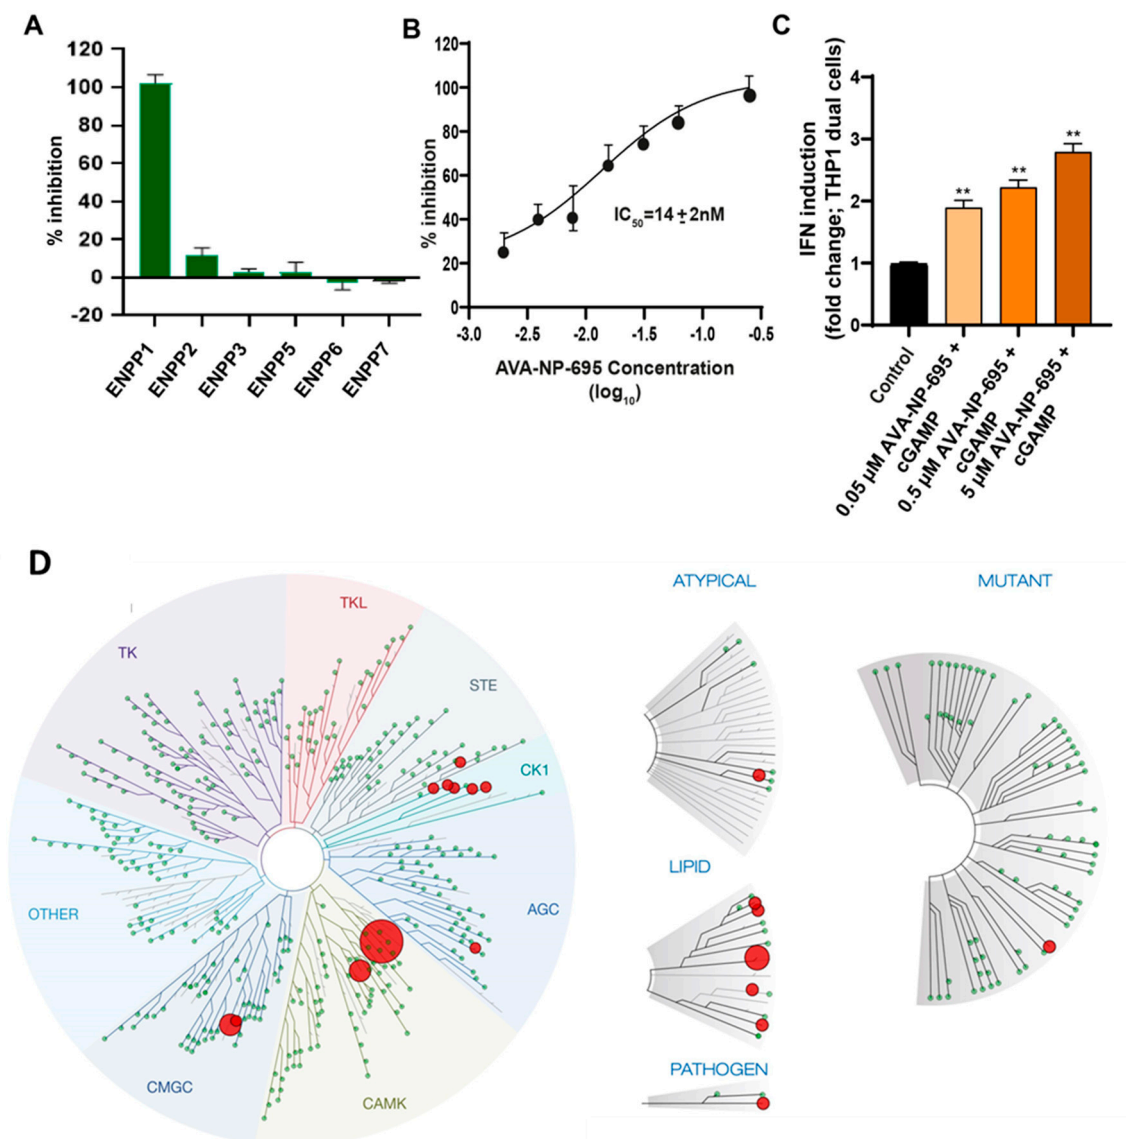 A
% inhibition
120
100
80
60
40
20
0
-20
ENPP1
ENPP2
ENPP3
ENPP5
ENPP6
ENPP7
B
% inhibition
120
100
80
60
40
20
0
IC50=14±2nM
-3.0 -2.5 -2.0 -1.5 -1.0 -0.5
AVA-NP-695 Concentration
(log10)
C
IFN induction
(fold change; THP1 dual cells)
4
3
2
1
0
**
**
**
Control
0.05 µM AVA-NP-695 +
cGAMP
0.5 µM AVA-NP-695 +
cGAMP
5 µM AVA-NP-695 +
cGAMP
D
TK
TKL
STE
CK1
AGC
CAMK
CMGC
OTHER
ATYPICAL
MUTANT
LIPID
PATHOGEN